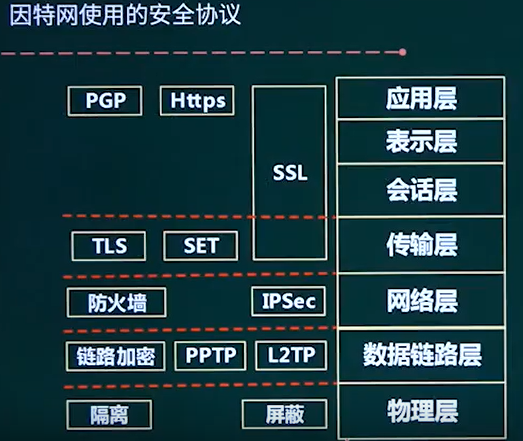 因特网使用的安全协议
PGP Https 应用层
表示层
SSL
会话层
TLS SET 传输层
防火墙 IPSec 网络层
链路加密 PPTP L2TP 数据链路层
隔离 屏蔽 物理层